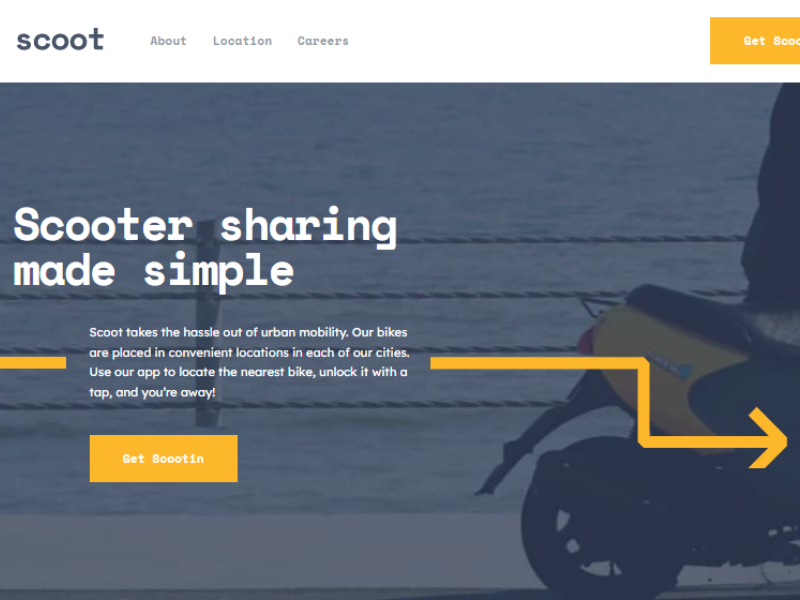 scoot
About Location Careers
Get Scoo
Scooter sharing
made simple
Scoot takes the hassle out of urban mobility. Our bikes
are placed in convenient locations in each of our cities.
Use our app to locate the nearest bike, unlock it with a
tap, and you’re away!
Get Scootin